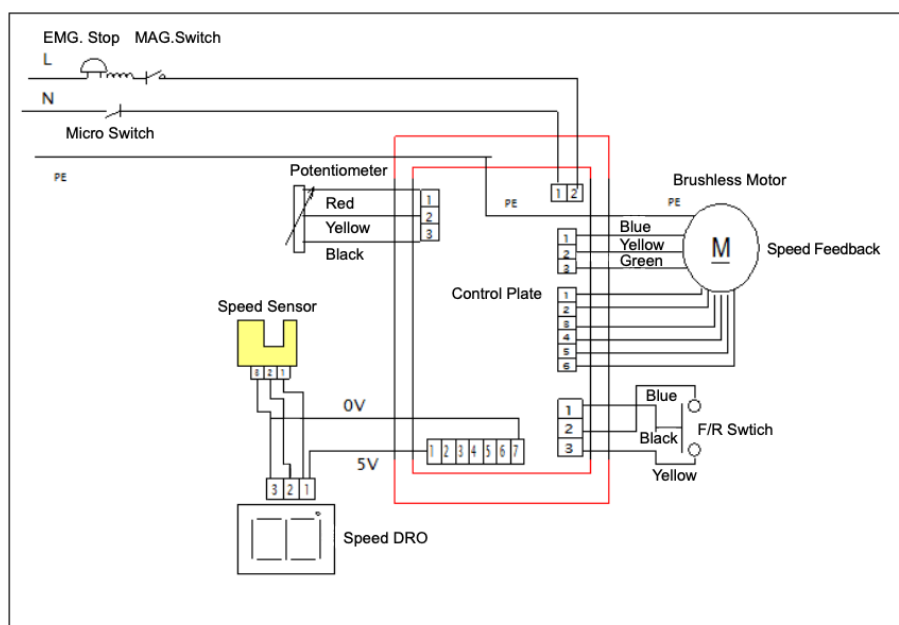 EMG. Stop MAG.Switch
L
N
Micro Switch
PE
Potentiometer
Red
Yellow
Black
1
2
3
1 2
PE
PE
Brushless Motor
Blue
Yellow
Green
1
2
3
M
Speed Feedback
Control Plate
1
2
3
4
5
6
Speed Sensor
3 2 1
0V
5V
1 2 3 4 5 6 7
1
2
3
Blue
Black
Yellow
F/R Swtich
3 2 1
Speed DRO